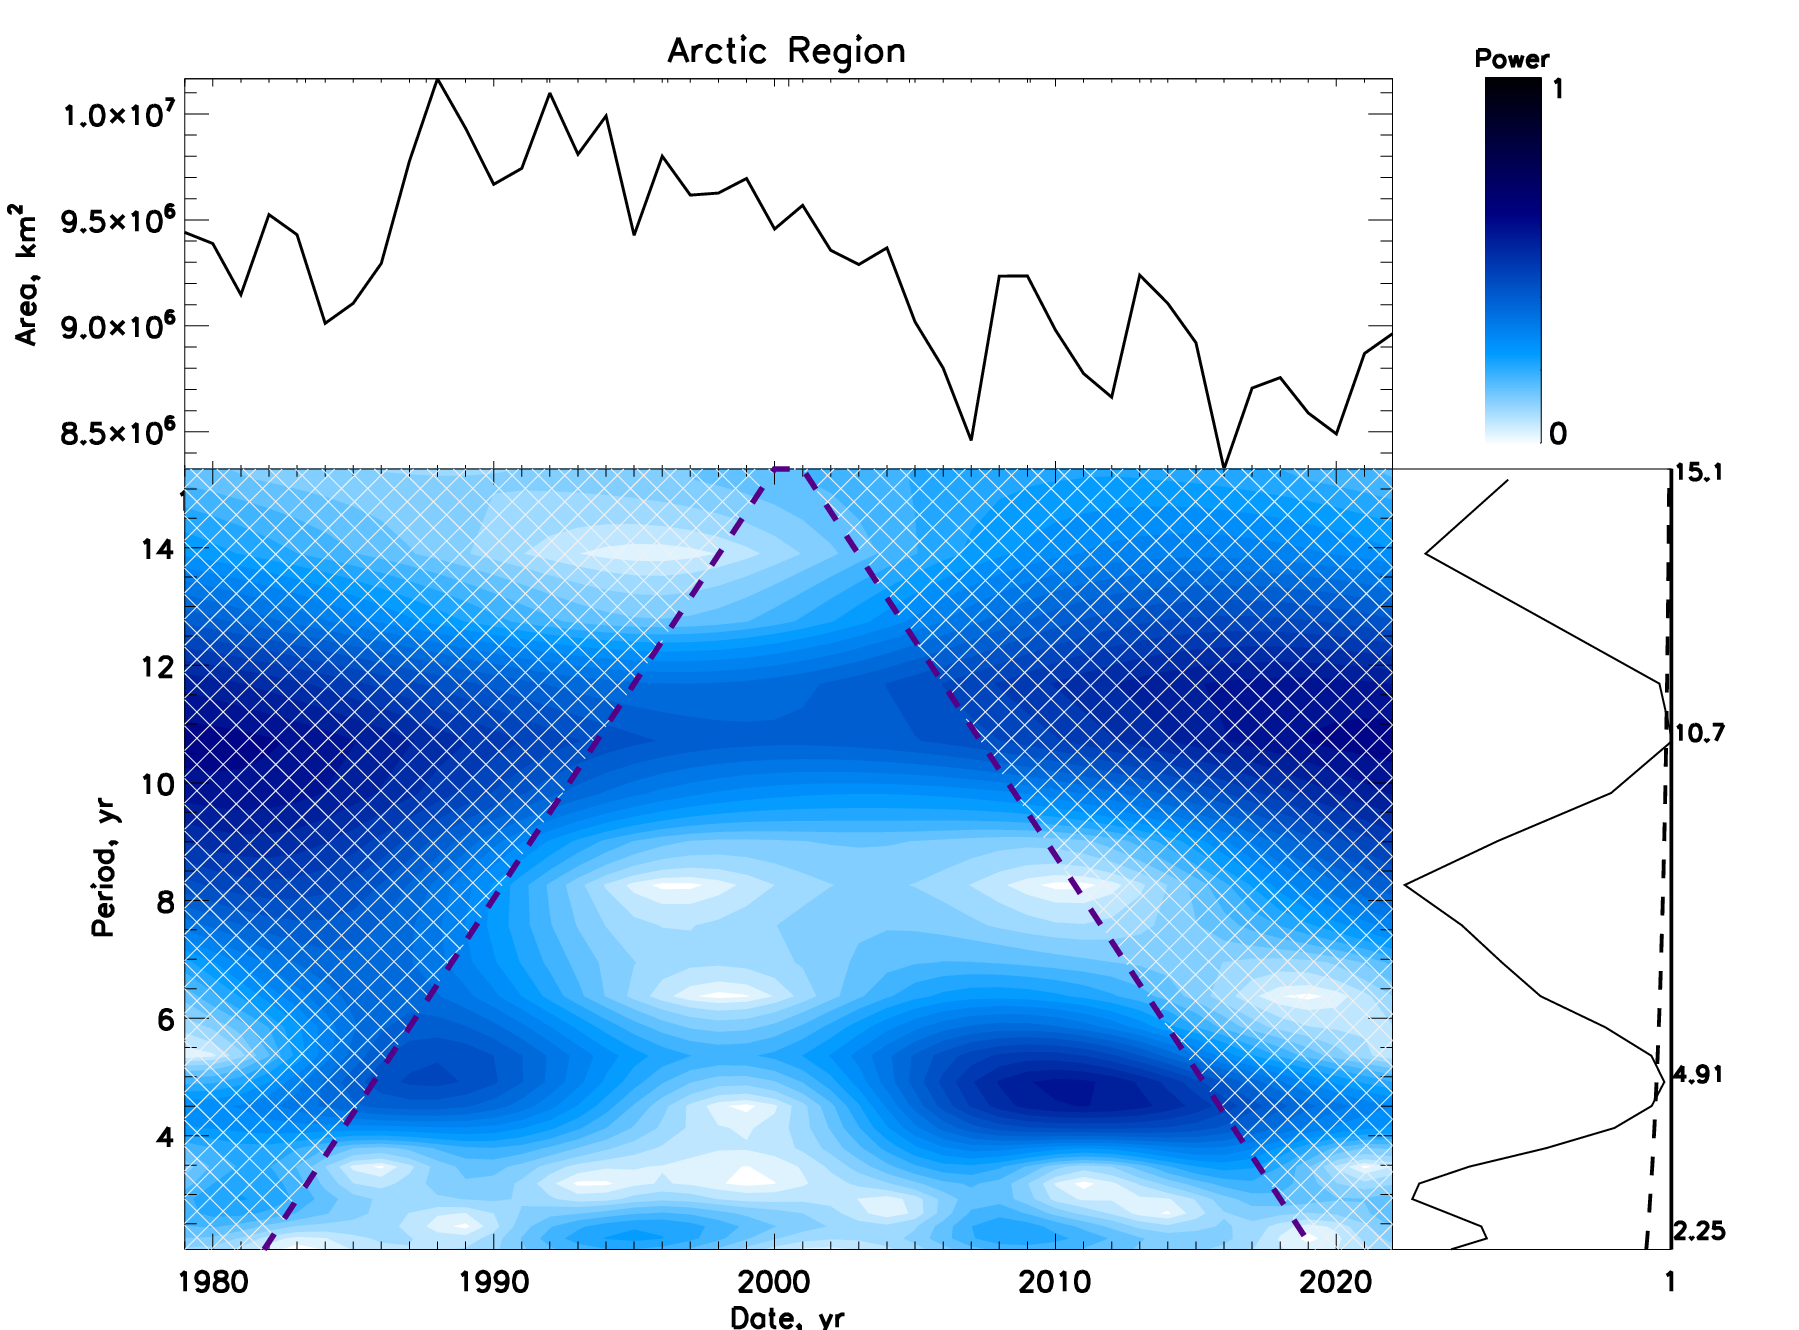 Arctic Region
Power
1
0
Area, km²
1.0×10⁷
9.5×10⁶
9.0×10⁶
8.5×10⁶
Period, yr
14
12
10
8
6
4
15.1
10.7
4.91
2.25
1980 1990 2000 2010 2020 1
Date, yr